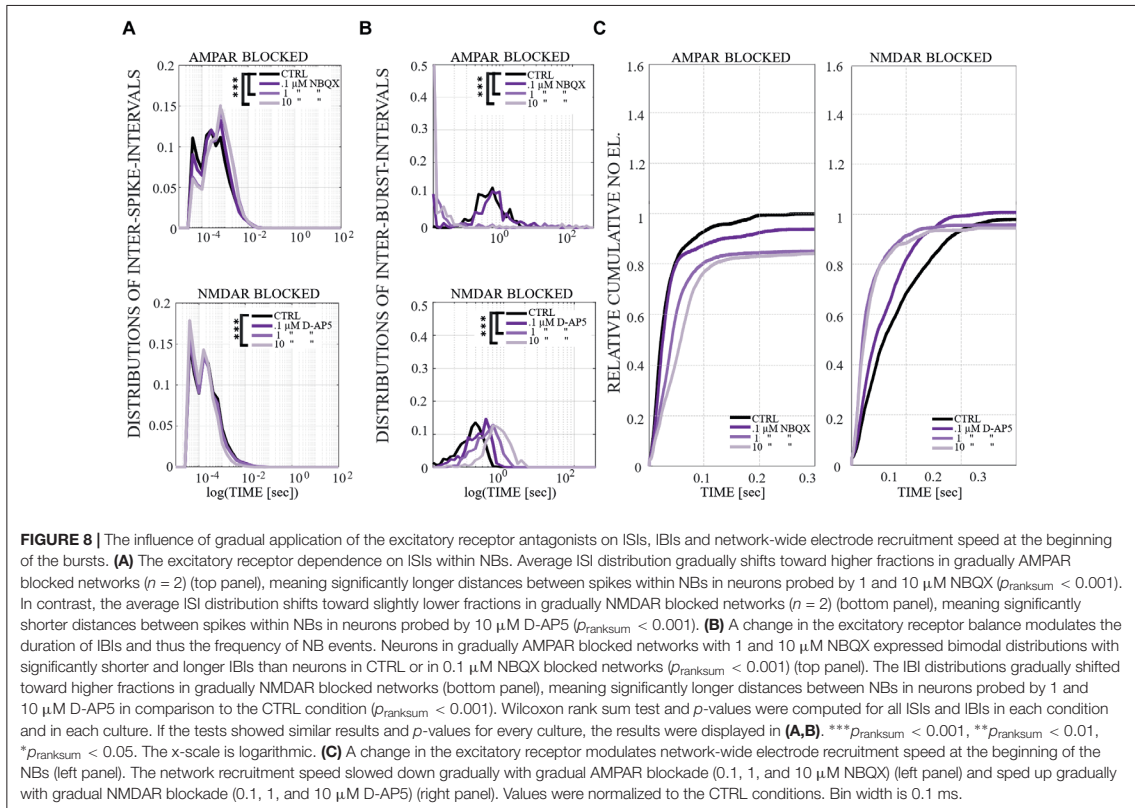 A
B
C
AMPAR BLOCKED
AMPAR BLOCKED
AMPAR BLOCKED
NMDAR BLOCKED
DISTRIBUTIONS OF INTER-SPIKE-INTERVALS
0.2
0.15
0.1
0.05
0
***
CTRL
.1 µM NBQX
1 " "
10 " "
10-4
10-2
100
102
NMDAR BLOCKED
0.2
0.15
0.1
0.05
0
***
CTRL
.1 µM D-AP5
1 " "
10 " "
10-4
10-2
100
102
log(TIME [sec)
DISTRIBUTIONS OF INTER-BURST-INTERVALS
0.5
0.4
0.3
0.2
0.1
0
***
CTRL
.1 µM NBQX
1 " "
10 " "
100
102
NMDAR BLOCKED
0.5
0.4
0.3
0.2
0.1
0
***
CTRL
.1 µM D-AP5
1 " "
10 " "
100
102
log(TIME [sec)
RELATIVE CUMULATIVE NO EL.
1.6
1.4
1.2
1
0.8
0.6
0.4
0.2
0
CTRL
.1 µM NBQX
1 " "
10 " "
0.1
0.2
0.3
TIME [sec]
1.6
1.4
1.2
1
0.8
0.6
0.4
0.2
0
CTRL
.1 µM D-AP5
1 " "
10 " "
0.1
0.2
0.3
TIME [sec]
FIGURE 8 | The influence of gradual application of the excitatory receptor antagonists on ISIs, IBIs and network-wide electrode recruitment speed at the beginning
of the bursts. (A) The excitatory receptor dependence on ISIs within NBs. Average ISI distribution gradually shifts toward higher fractions in gradually AMPAR
blocked networks (n = 2) (top panel), meaning significantly longer distances between spikes within NBs in neurons probed by 1 and 10 µM NBQX (pranksum < 0.001).
In contrast, the average ISI distribution shifts toward slightly lower fractions in gradually NMDAR blocked networks (n = 2) (bottom panel), meaning significantly
shorter distances between spikes within NBs in neurons probed by 10 µM D-AP5 (pranksum < 0.001). (B) A change in the excitatory receptor balance modulates the
duration of IBIs and thus the frequency of NB events. Neurons in gradually AMPAR blocked networks with 1 and 10 µM NBQX expressed bimodal distributions with
significantly shorter and longer IBIs than neurons in CTRL or in 0.1 µM NBQX blocked networks (pranksum < 0.001) (top panel). The IBI distributions gradually shifted
toward higher fractions in gradually NMDAR blocked networks (bottom panel), meaning significantly longer distances between NBs in neurons probed by 1 and
10 µM D-AP5 in comparison to the CTRL condition (pranksum < 0.001). Wilcoxon rank sum test and p-values were computed for all ISIs and IBIs in each condition
and in each culture. If the tests showed similar results and p-values for every culture, the results were displayed in (A,B). ***pranksum < 0.001, **pranksum < 0.01,
*pranksum < 0.05. The x-scale is logarithmic. (C) A change in the excitatory receptor modulates network-wide electrode recruitment speed at the beginning of the
NBs (left panel). The network recruitment speed slowed down gradually with gradual AMPAR blockade (0.1, 1, and 10 µM NBQX) (left panel) and sped up gradually
with gradual NMDAR blockade (0.1, 1, and 10 µM D-AP5) (right panel). Values were normalized to the CTRL conditions. Bin width is 0.1 ms.